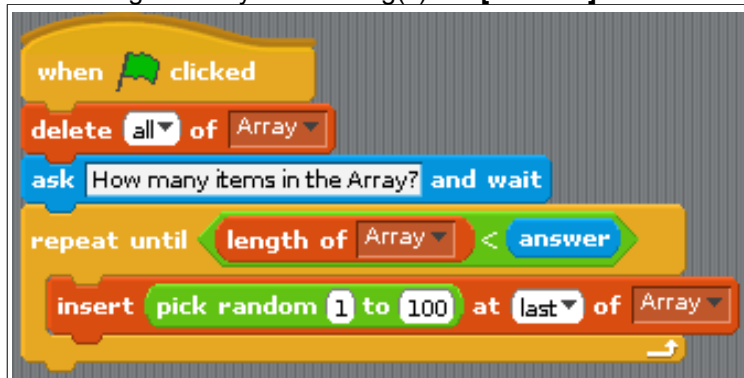 when clicked
delete all of Array
ask How many items in the Array? and wait
repeat until length of Array < answer
insert pick random 1 to 100 at last of Array